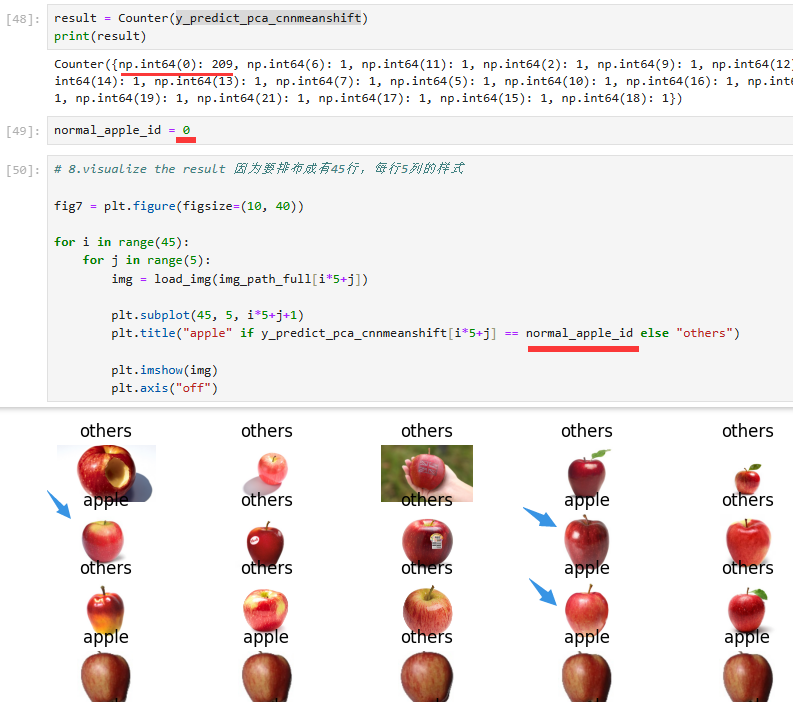 [48]: result = Counter(y_predict_pca_cnnmeanshift)
print(result)
Counter({np.int64(0): 209, np.int64(6): 1, np.int64(11): 1, np.int64(2): 1, np.int64(9): 1, np.int64(12)
int64(14): 1, np.int64(13): 1, np.int64(7): 1, np.int64(5): 1, np.int64(10): 1, np.int64(16): 1, np.int6
1, np.int64(19): 1, np.int64(21): 1, np.int64(17): 1, np.int64(15): 1, np.int64(18): 1})
[49]: normal_apple_id = 0
[50]: # 8.visualize the result 因为要排布成有45行，每行5列的样式
fig7 = plt.figure(figsize=(10, 40))
for i in range(45):
for j in range(5):
img = load_img(img_path_full[i*5+j])
plt.subplot(45, 5, i*5+j+1)
plt.title("apple" if y_predict_pca_cnnmeanshift[i*5+j] == normal_apple_id else "others")
plt.imshow(img)
plt.axis("off")
others others others others others
apple others others apple others
others others others apple others
apple apple others apple apple